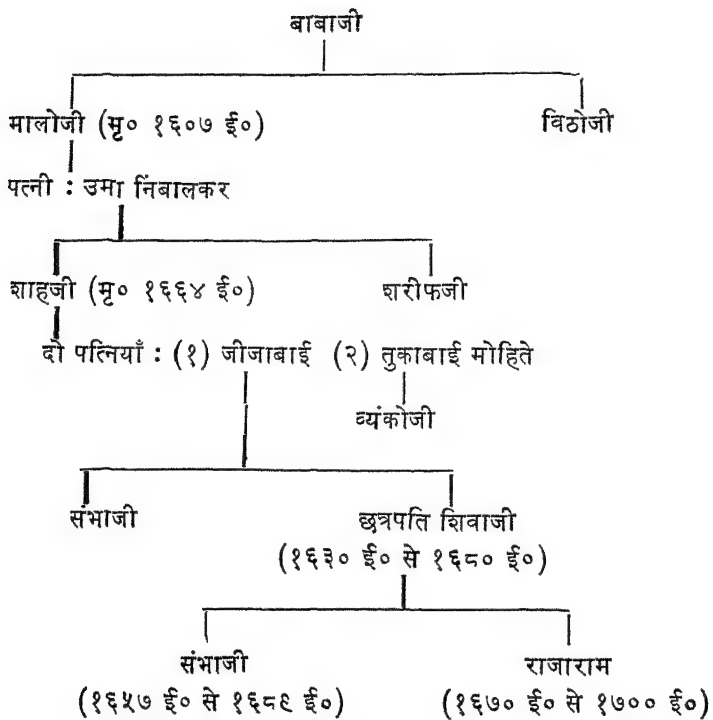 बाबाजी
मालोजी (मृ० १६०७ ई०) विठोजी
पत्नी : उमा निंबालकर
शाहजी (मृ० १६६४ ई०) शरीफजी
दो पत्नियाँ : (१) जीजाबाई (२) तुकाबाई मोहिते
व्यंकोजी
संभाजी छत्रपति शिवाजी
(१६३० ई० से १६८० ई०)
संभाजी राजाराम
(१६५७ ई० से १६८९ ई०) (१६७० ई० से १७०० ई०)